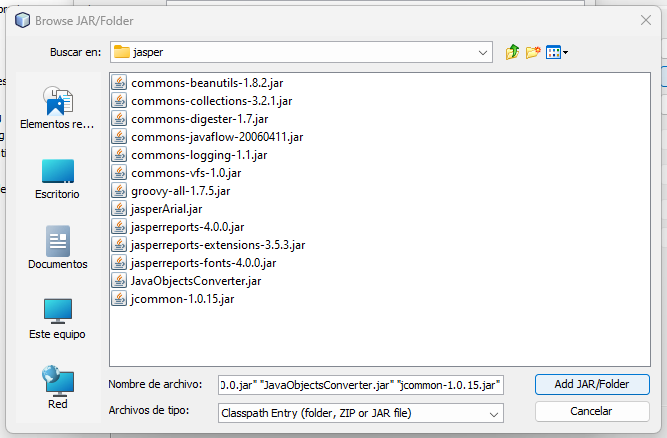 Browse JAR/Folder
Buscar en:
jasper
Elementos re...
Escritorio
Documentos
Este equipo
Red
commons-beanutils-1.8.2.jar
commons-collections-3.2.1.jar
commons-digester-1.7.jar
commons-javaflow-20060411.jar
commons-logging-1.1.jar
commons-vfs-1.0.jar
groovy-all-1.7.5.jar
jasperArial.jar
jasperreports-4.0.0.jar
jasperreports-extensions-3.5.3.jar
jasperreports-fonts-4.0.0.jar
JavaObjectsConverter.jar
jcommon-1.0.15.jar
Nombre de archivo:
0.0.jar" "JavaObjectsConverter.jar" "jcommon-1.0.15.jar"
Add JAR/Folder
Archivos de tipo:
Classpath Entry (folder, ZIP or JAR file)
Cancelar